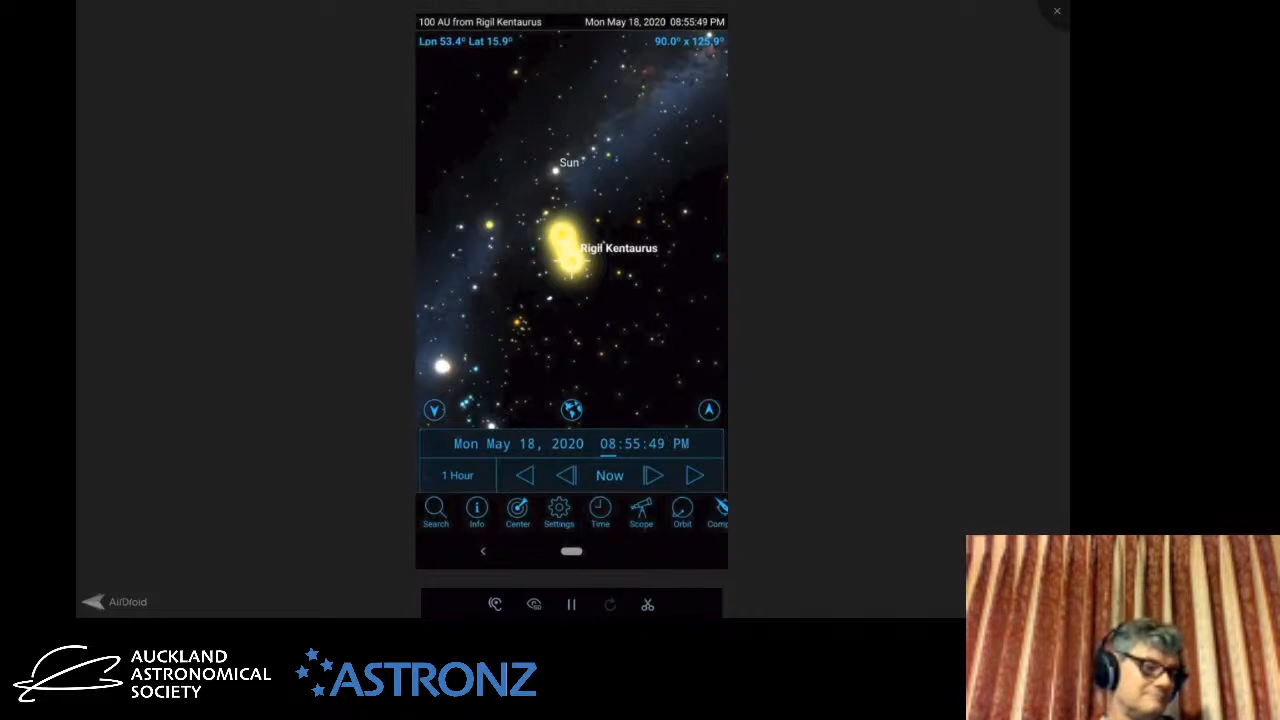 100 AU from Rigil Kentaurus Mon May 18, 2020 08:55:49 PM
Lon 53.4° Lat 15.9° 90.0° x 125.9°
Sun
Rigil Kentaurus
Mon May 18, 2020 08:55:49 PM
1 Hour Now
Search Info Center Settings Time Scope Orbit Comp
AirDroid
AUCKLAND
ASTRONOMICAL
SOCIETY
ASTRONZ